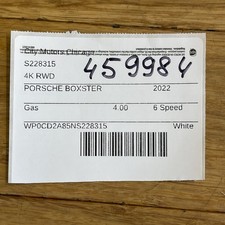 City Motors Chicago
S228315
459984
4K RWD
PORSCHE BOXSTER 2022
Gas 4.00 6 Speed
WP0CD2A85NS228315 White